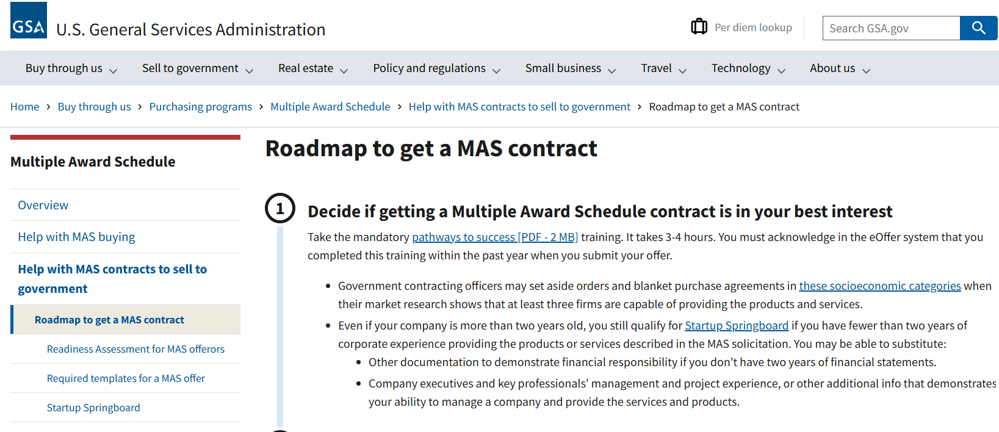 GSA
U.S. General Services Administration
Per diem lookup
Search GSA.gov
Buy through us
Sell to government
Real estate
Policy and regulations
Small business
Travel
Technology
About us
Home > Buy through us > Purchasing programs > Multiple Award Schedule > Help with MAS contracts to sell to government > Roadmap to get a MAS contract
Multiple Award Schedule
Overview
Help with MAS buying
Help with MAS contracts to sell to
government
Roadmap to get a MAS contract
Readiness Assessment for MAS offerors
Required templates for a MAS offer
Startup Springboard
Roadmap to get a MAS contract
1
Decide if getting a Multiple Award Schedule contract is in your best interest
Take the mandatory pathways to success [PDF - 2 MB] training. It takes 3-4 hours. You must acknowledge in the eOffer system that you
completed this training within the past year when you submit your offer.
• Government contracting officers may set aside orders and blanket purchase agreements in these socioeconomic categories when
their market research shows that at least three firms are capable of providing the products and services.
• Even if your company is more than two years old, you still qualify for Startup Springboard if you have fewer than two years of
corporate experience providing the products or services described in the MAS solicitation. You may be able to substitute:
• Other documentation to demonstrate financial responsibility if you don’t have two years of financial statements.
• Company executives and key professionals’ management and project experience, or other additional info that demonstrates
your ability to manage a company and provide the services and products.